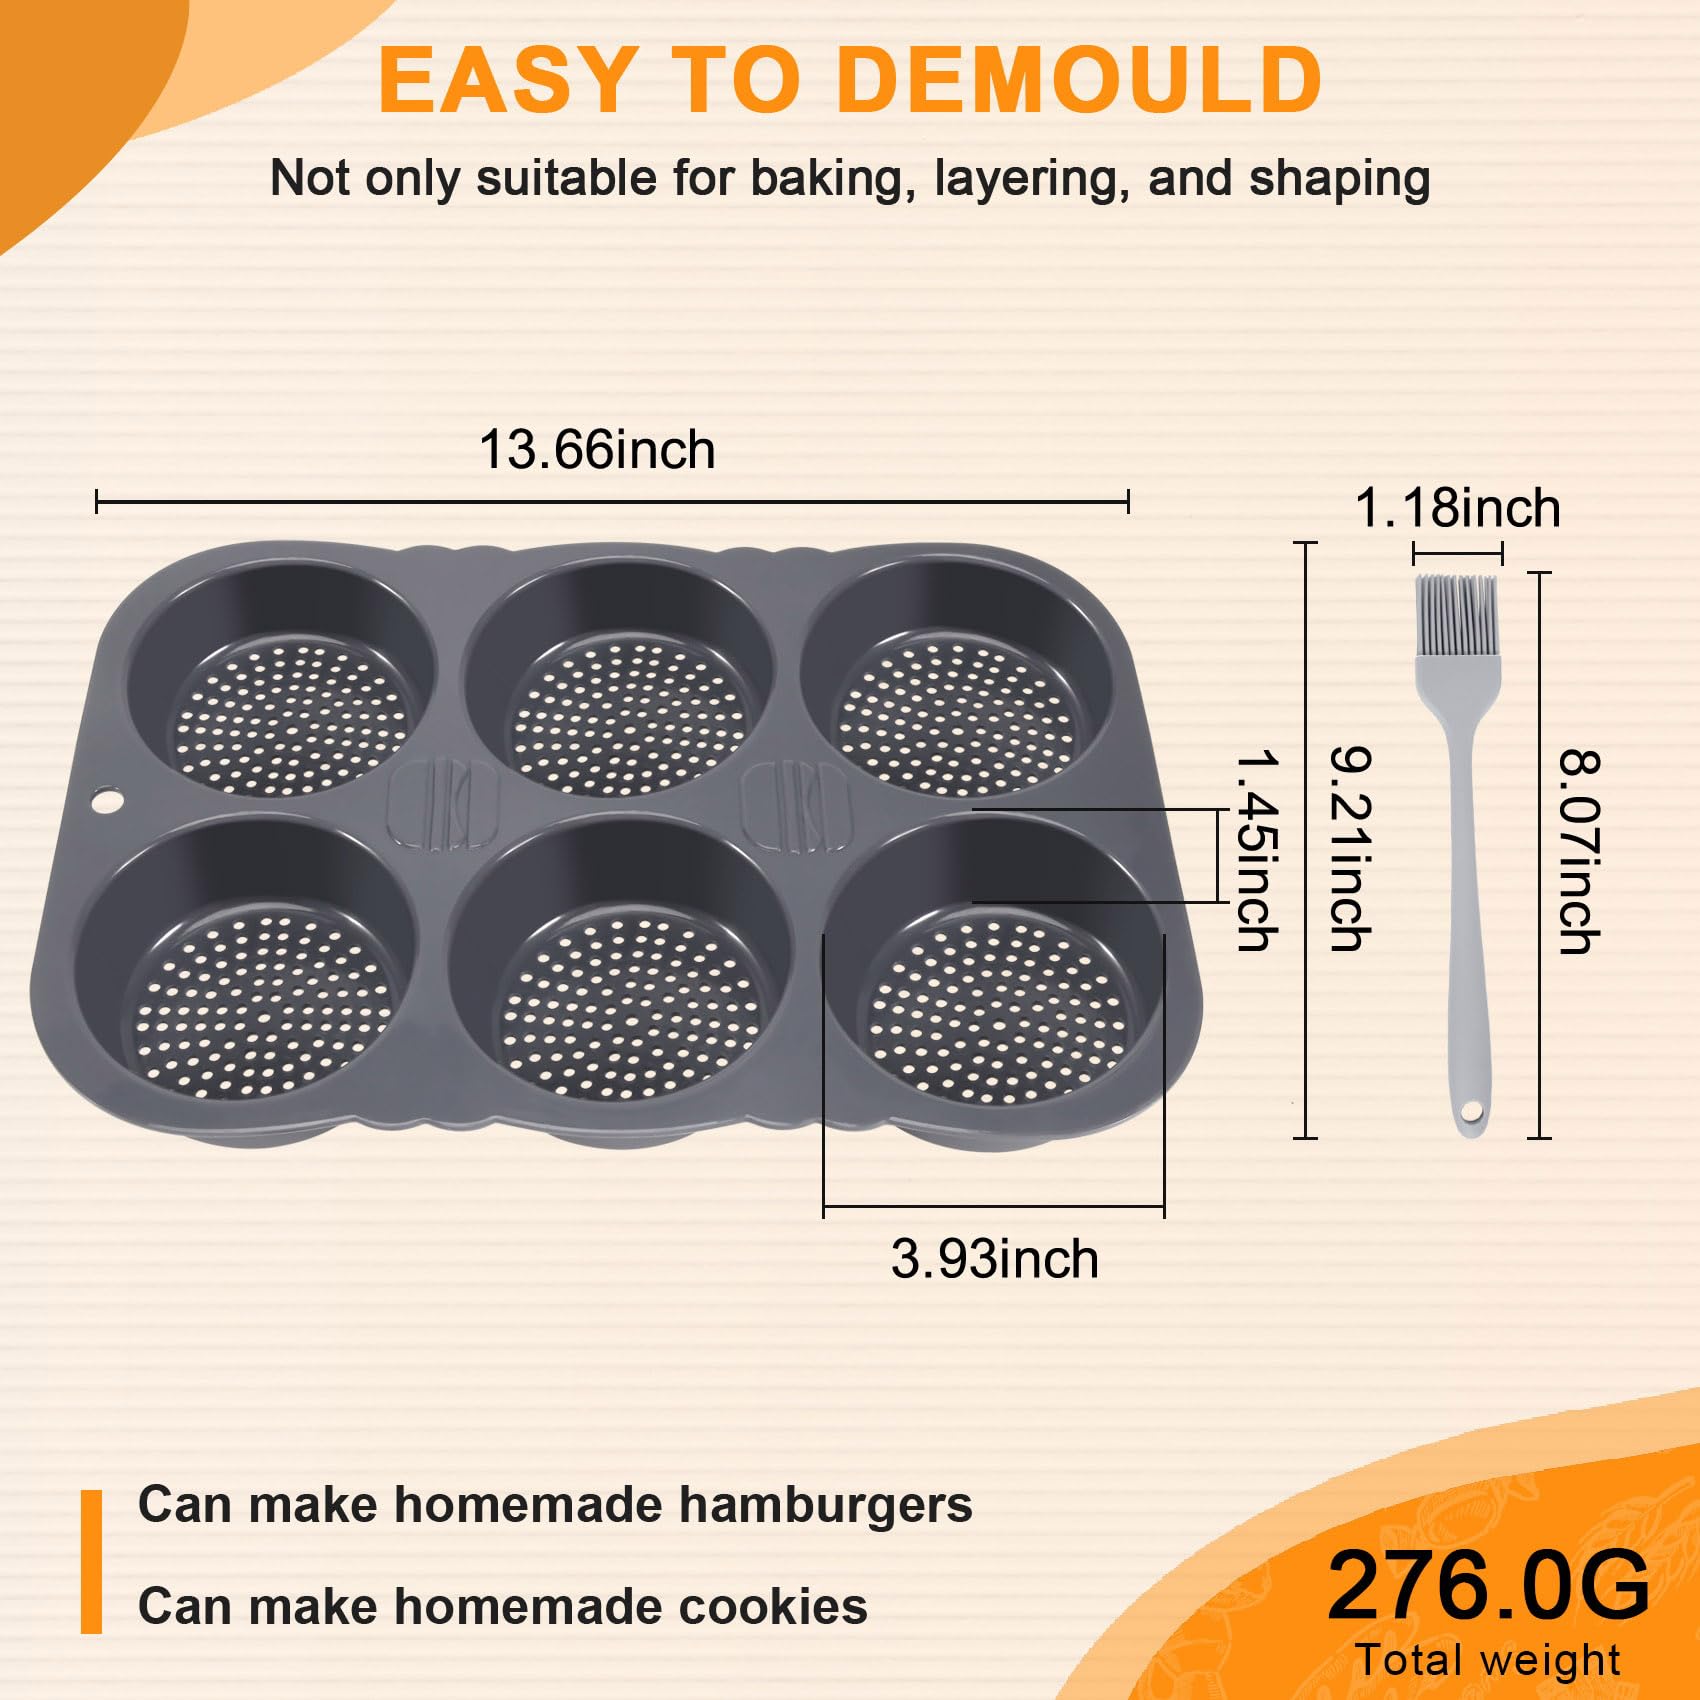 EASY TO DEMOULD
Not only suitable for baking, layering, and shaping
13.66inch
1.18inch
1.45inch
9.21inch
8.07inch
3.93inch
Can make homemade hamburgers
Can make homemade cookies
276.0G
Total weight